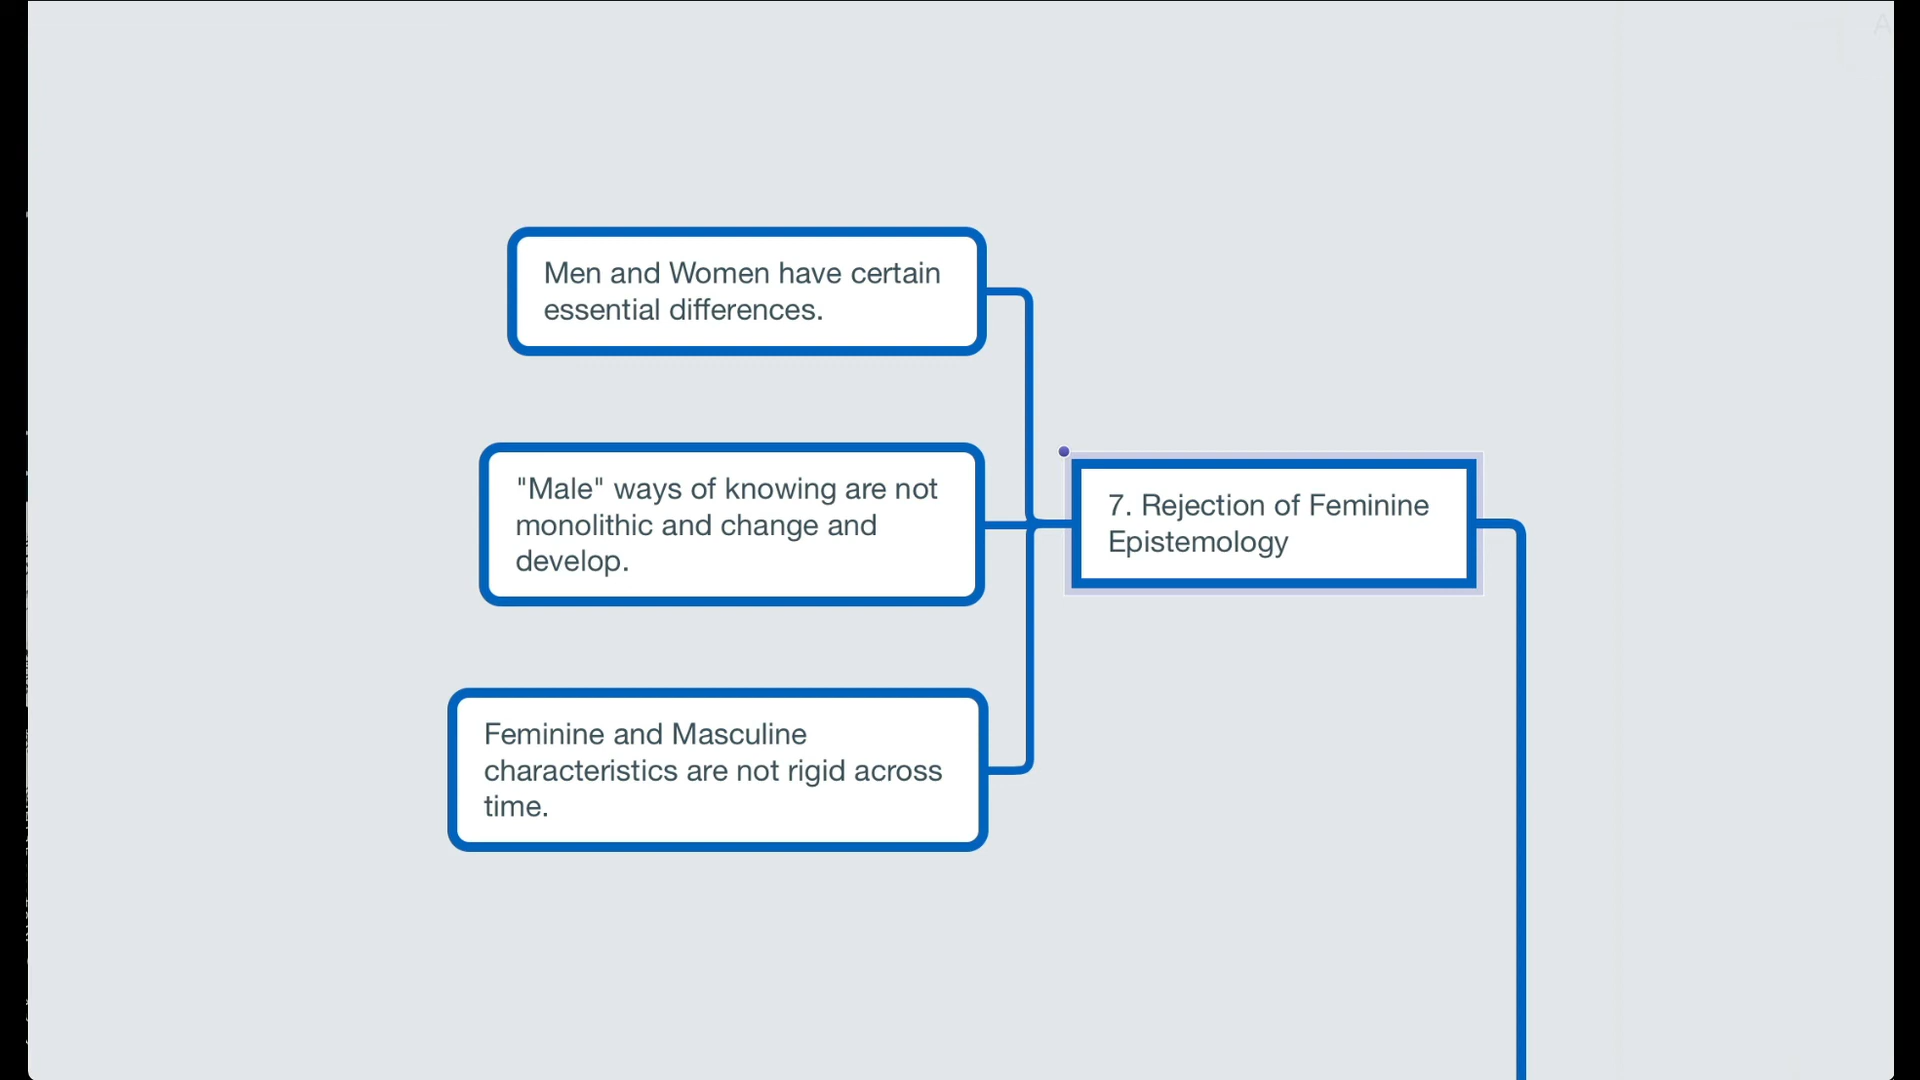 Men and Women have certain
essential differences.
"Male" ways of knowing are not
monolithic and change and
develop.
7. Rejection of Feminine
Epistemology
Feminine and Masculine
characteristics are not rigid across
time.